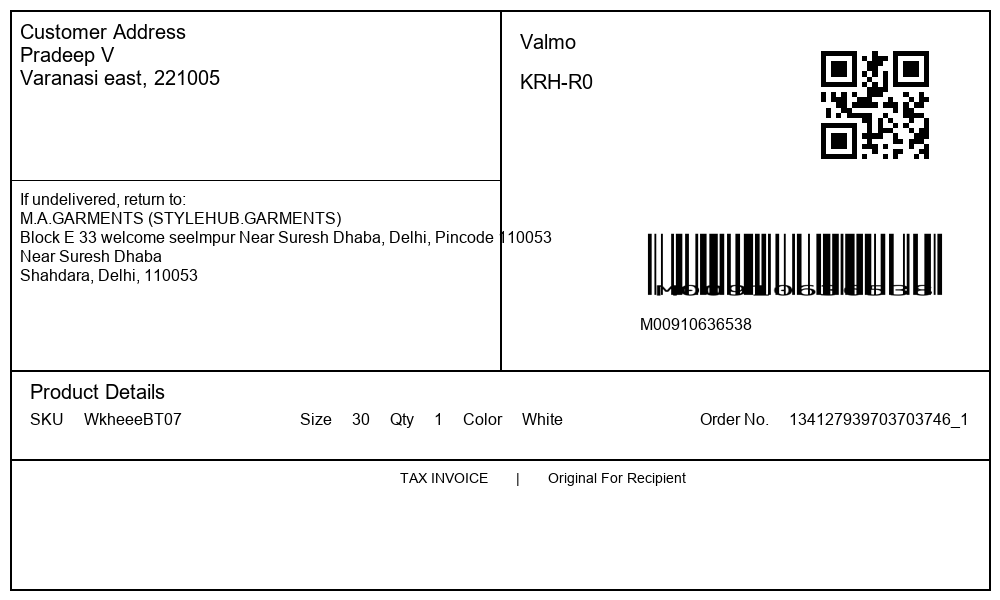 Customer Address
Pradeep V
Varanasi east, 221005
Valmo
KRH-R0
If undelivered, return to:
M.A.GARMENTS (STYLEHUB.GARMENTS)
Block E 33 welcome seelmpur Near Suresh Dhaba, Delhi, Pincode 110053
Near Suresh Dhaba
Shahdara, Delhi, 110053
M00910636538
M00910636538
Product Details
SKU WkheeeBT07 Size 30 Qty 1 Color White Order No. 134127939703703746_1
TAX INVOICE | Original For Recipient